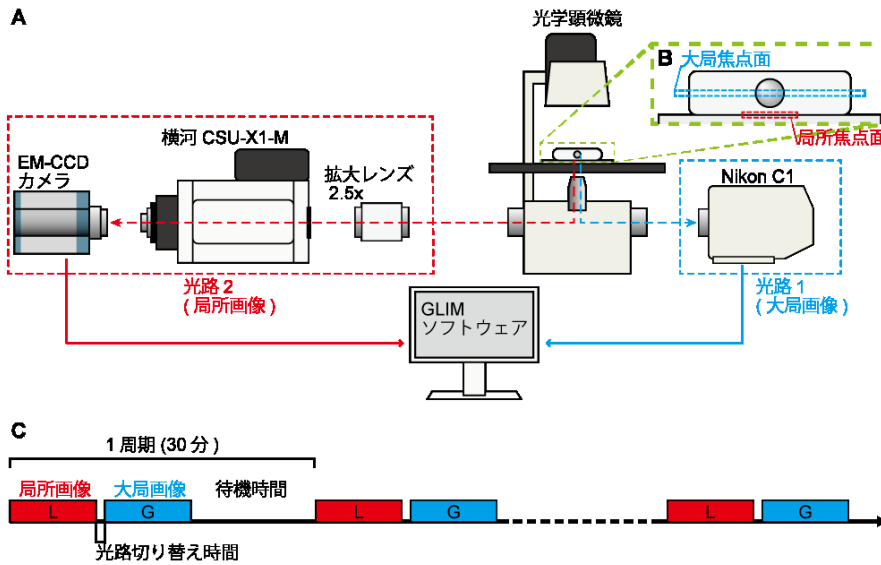 A
光学顕微鏡
B
大局焦点面
局所焦点面
横河 CSU-X1-M
EM-CCD
カメラ
拡大レンズ
2.5x
Nikon C1
光路 2
( 局所画像 )
光路 1
( 大局画像 )
GLIM
ソフトウェア
C
1 周期 (30 分 )
局所画像
大局画像
待機時間
L
G
L
G
L
G
光路切り替え時間